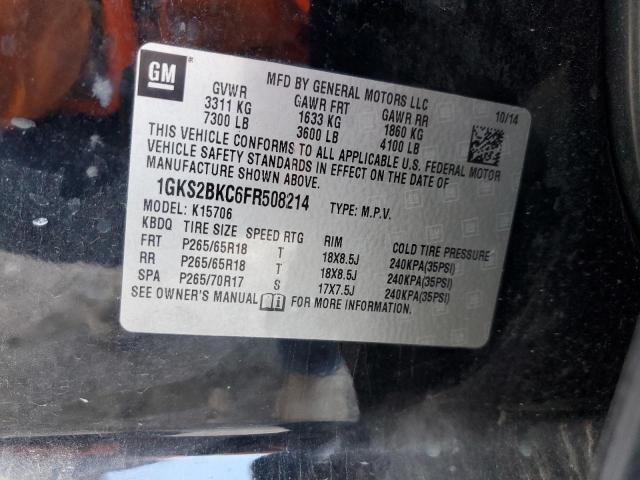 GM
MFD BY GENERAL MOTORS LLC
GVWR GAWR FRT GAWR RR 10/14
3311 KG 1633 KG 1860 KG
7300 LB 3600 LB 4100 LB
THIS VEHICLE CONFORMS TO ALL APPLICABLE U.S. FEDERAL MOTOR
VEHICLE SAFETY STANDARDS IN EFFECT ON THE DATE OF
MANUFACTURE SHOWN ABOVE.
1GKS2BKC6FR508214 TYPE: M.P.V.
MODEL: K15706
KBDQ TIRE SIZE SPEED RTG RIM COLD TIRE PRESSURE
FRT P265/65R18 T 18X8.5J 240KPA(35PSI)
RR P265/65R18 T 18X8.5J 240KPA(35PSI)
SPA P265/70R17 S 17X7.5J 240KPA(35PSI)
SEE OWNER'S MANUAL FOR MORE INFORMATION.